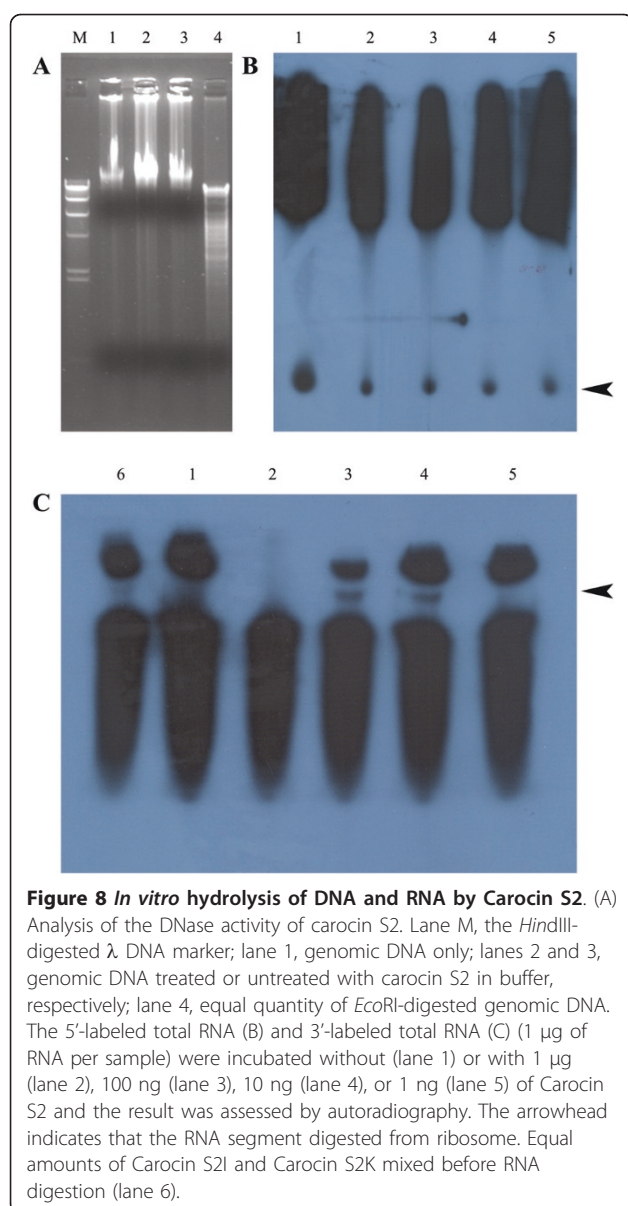 M 1 2 3 4 1 2 3 4 5
A B
6 1 2 3 4 5
C
Figure 8 In vitro hydrolysis of DNA and RNA by Carocin S2. (A)
Analysis of the DNase activity of carocin S2. Lane M, the HindIII-
digested λ DNA marker; lane 1, genomic DNA only; lanes 2 and 3,
genomic DNA treated or untreated with carocin S2 in buffer,
respectively; lane 4, equal quantity of EcoRI-digested genomic DNA.
The 5’-labeled total RNA (B) and 3’-labeled total RNA (C) (1 μg of
RNA per sample) were incubated without (lane 1) or with 1 μg
(lane 2), 100 ng (lane 3), 10 ng (lane 4), or 1 ng (lane 5) of Carocin
S2 and the result was assessed by autoradiography. The arrowhead
indicates that the RNA segment digested from ribosome. Equal
amounts of Carocin S2I and Carocin S2K mixed before RNA
digestion (lane 6).